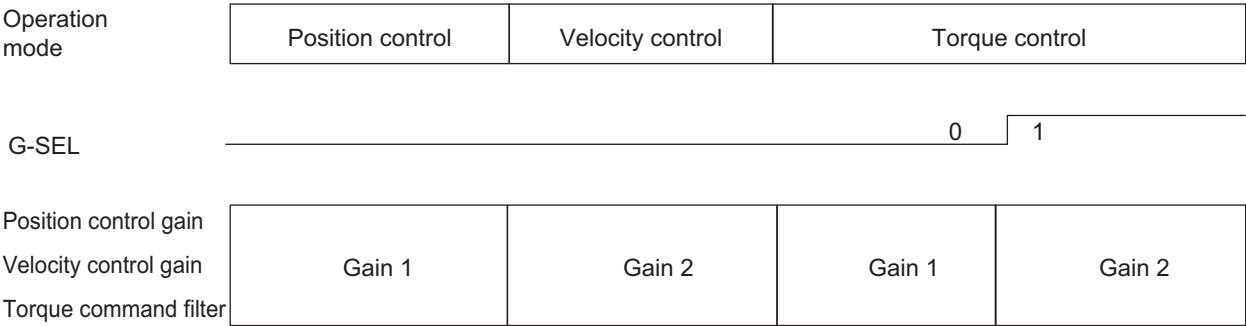 Operation
mode
Position control Velocity control Torque control
G-SEL
0 1
Position control gain
Velocity control gain
Torque command filter
Gain 1 Gain 2 Gain 1 Gain 2